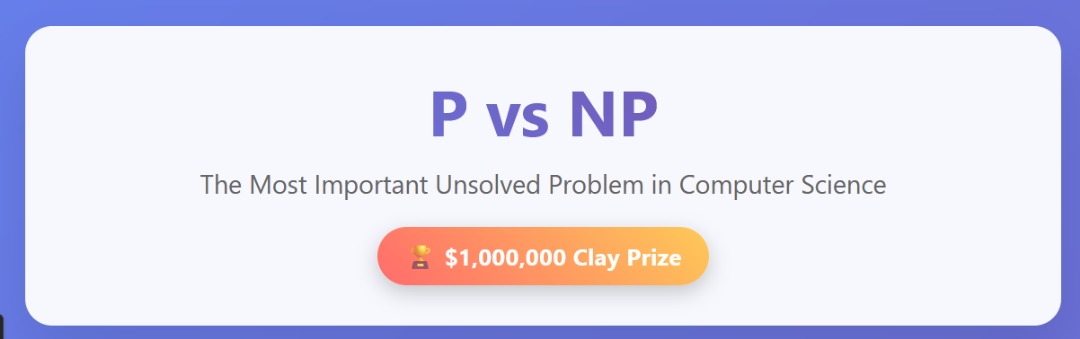 P vs NP
The Most Important Unsolved Problem in Computer Science
🏆 $1,000,000 Clay Prize